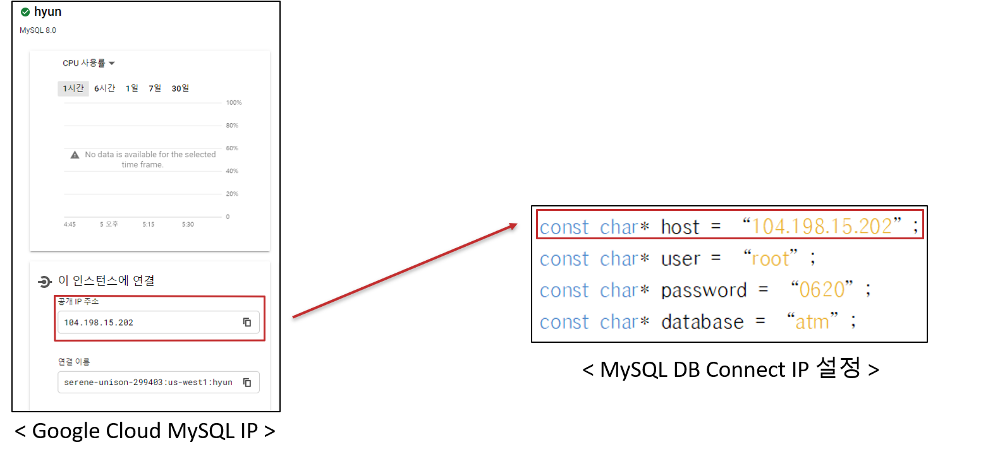 hyun
MySQL 8.0
CPU 사용률
1시간 6시간 1일 7일 30일
100%
80%
60%
No data is available for the selected
time frame.
40%
20%
0
4:45 5 오후 5:15 5:30
이 인스턴스에 연결
공개 IP 주소
104.198.15.202
연결 이름
serene-unison-299403:us-west1:hyun
< Google Cloud MySQL IP >
const char* host = “104.198.15.202” ;
const char* user = “root” ;
const char* password = “0620” ;
const char* database = “atm” ;
< MySQL DB Connect IP 설정 >